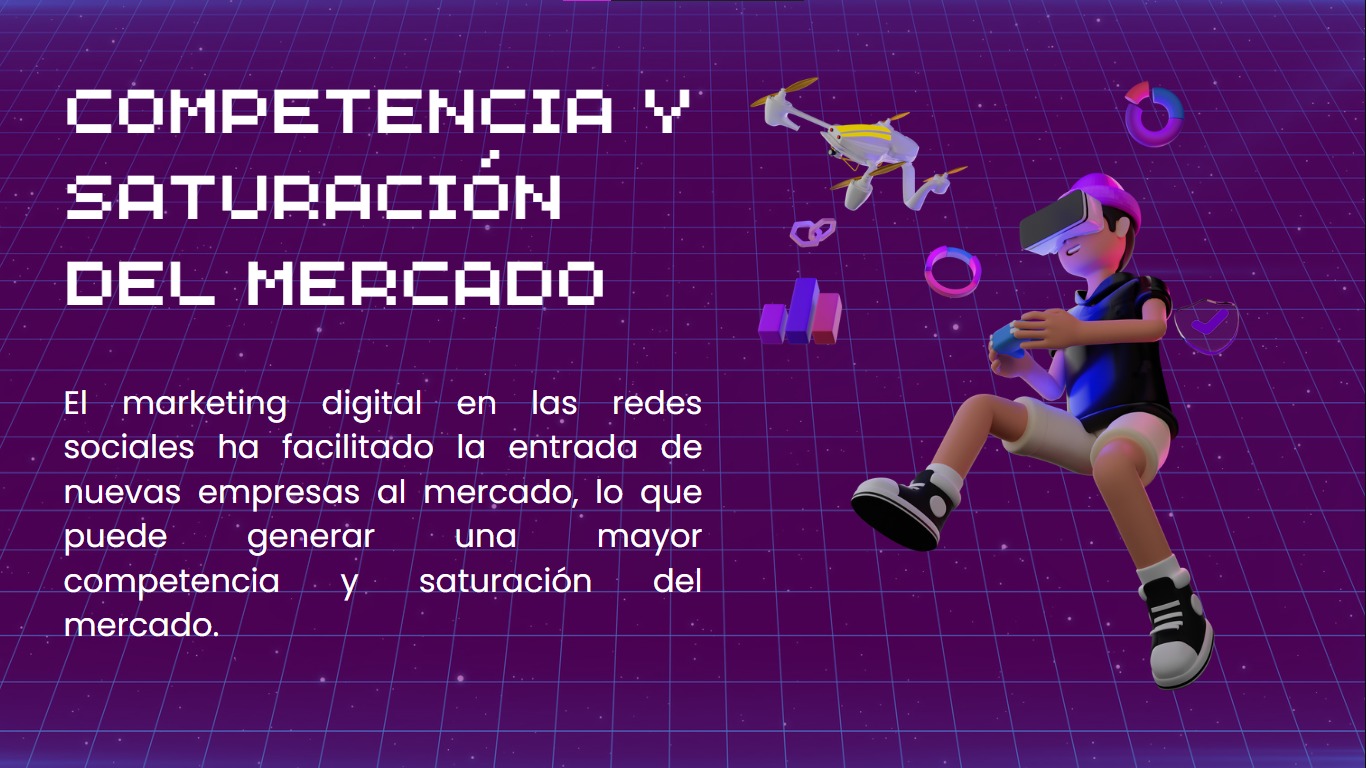 COMPETENCIA Y
SATURACIÓN
DEL MERCADO
El marketing digital en las redes
sociales ha facilitado la entrada de
nuevas empresas al mercado, lo que
puede generar una mayor
competencia y saturación del
mercado.